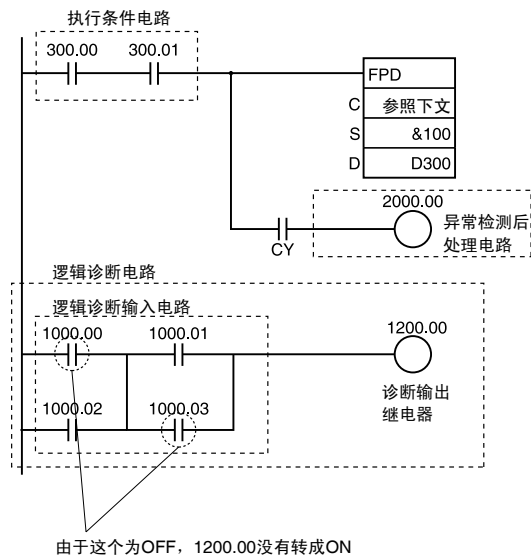 执行条件电路
300.00 300.01
FPD
C 参照下文
S &100
D D300
2000.00
CY
异常检测后
处理电路
逻辑诊断电路
逻辑诊断输入电路
1000.00 1000.01 1200.00
1000.02 1000.03
诊断输出
继电器
由于这个为OFF，1200.00没有转成ON